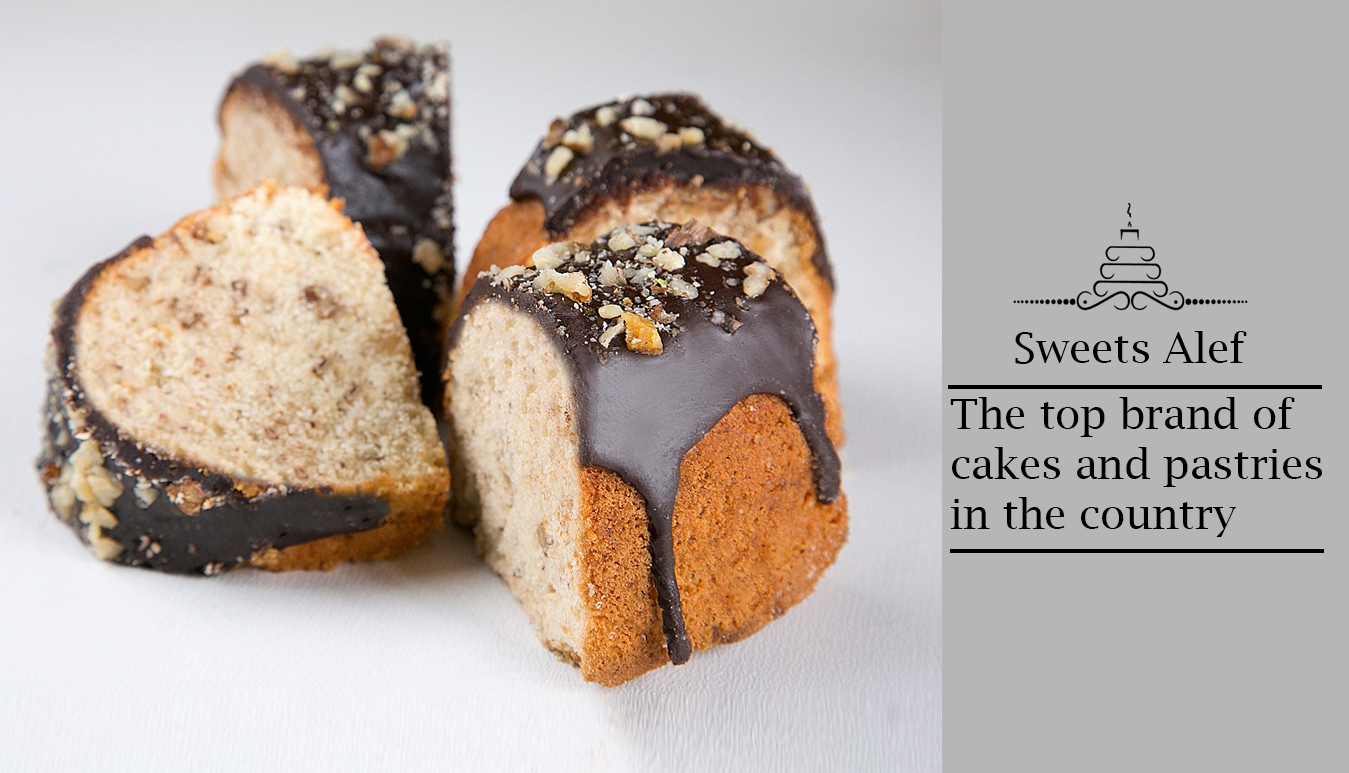 Sweets Alef
The top brand of
cakes and pastries
in the country